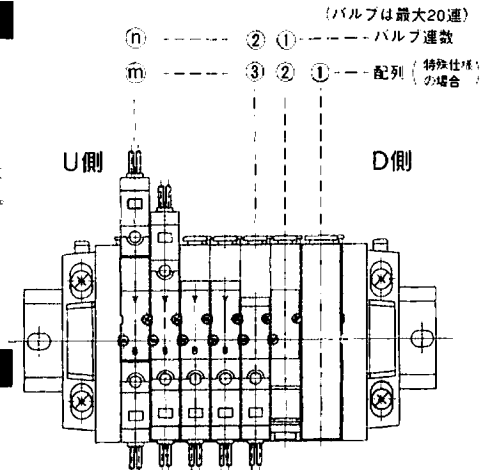 (バルブは最大20連)
ⓝ ② ① バルブ連数
ⓜ ③ ② ① 配列 (特殊仕様
の場合
U側 D側